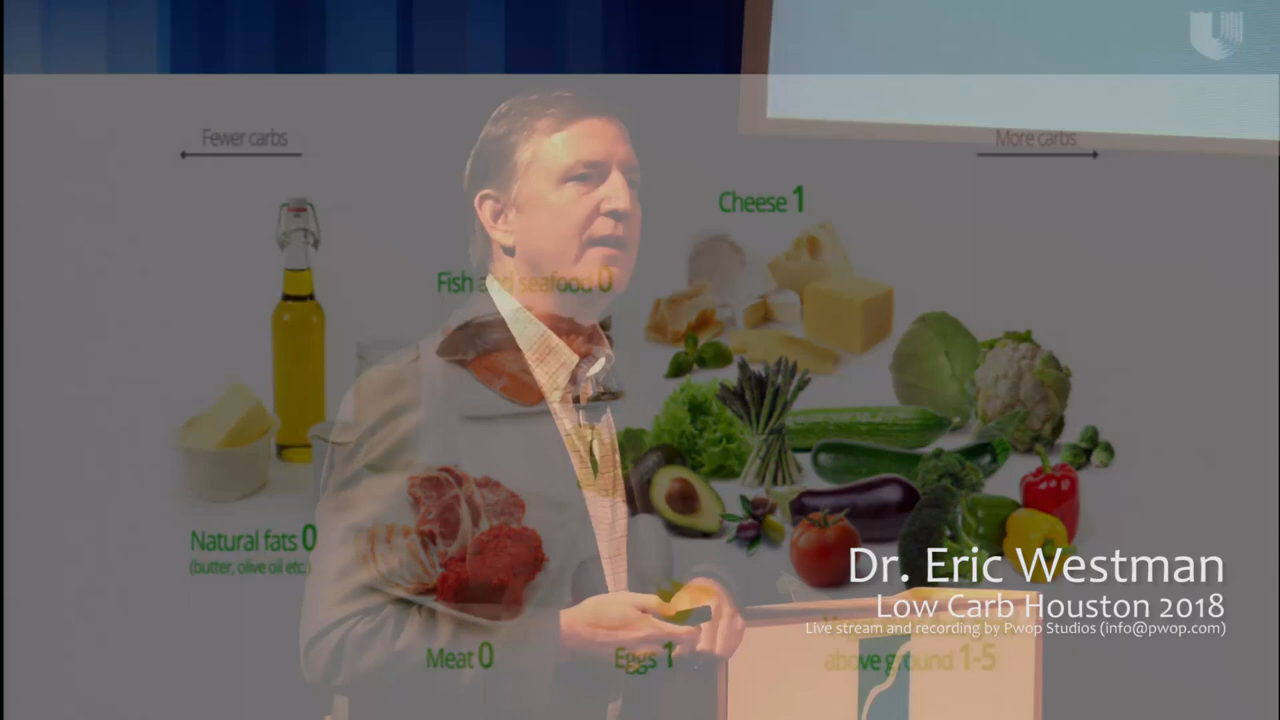 Fewer carbs
More carbs
Cheese 1
Fish and seafood 0
Natural fats 0
(butter, olive oil etc.)
Dr. Eric Westman
Low Carb Houston 2018
Live stream and recording by Pwop Studios (info@pwop.com)
Meat 0
Eggs 1
above ground 1-5